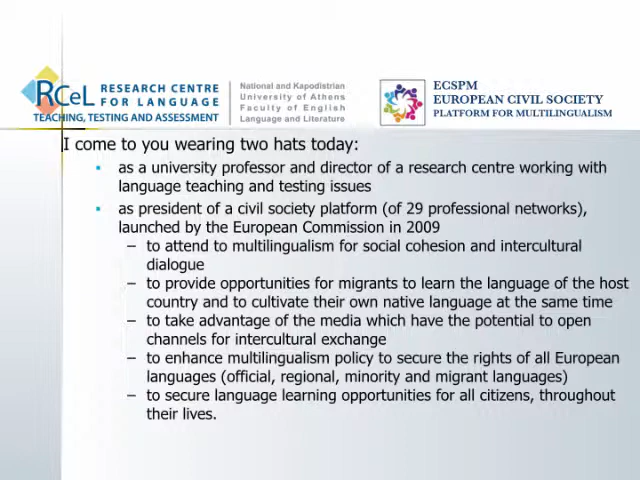 RCeL
RESEARCH CENTRE
FOR LANGUAGE
TEACHING, TESTING AND ASSESSMENT
National and Kapodistrian
University of Athens
Faculty of English
Language and Literature
ECSPM
EUROPEAN CIVIL SOCIETY
PLATFORM FOR MULTILINGUALISM
I come to you wearing two hats today:
▪ as a university professor and director of a research centre working with
language teaching and testing issues
▪ as president of a civil society platform (of 29 professional networks),
launched by the European Commission in 2009
– to attend to multilingualism for social cohesion and intercultural
dialogue
– to provide opportunities for migrants to learn the language of the host
country and to cultivate their own native language at the same time
– to take advantage of the media which have the potential to open
channels for intercultural exchange
– to enhance multilingualism policy to secure the rights of all European
languages (official, regional, minority and migrant languages)
– to secure language learning opportunities for all citizens, throughout
their lives.